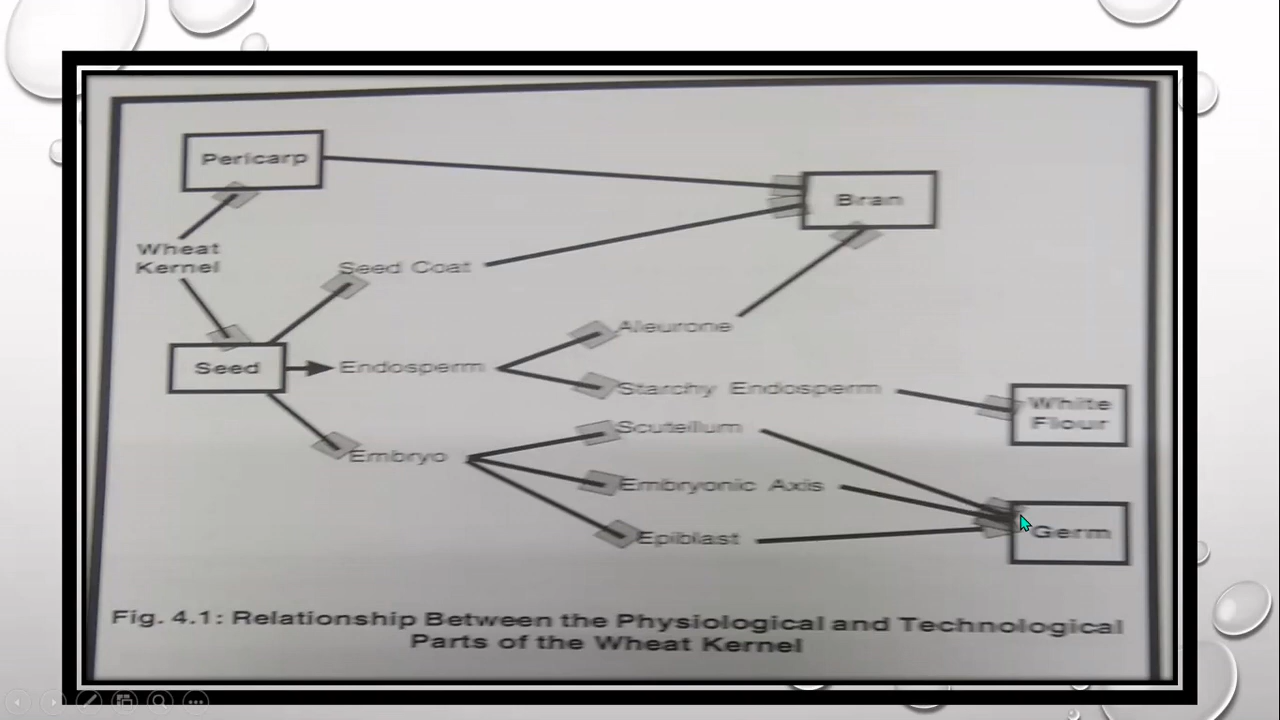 Pericarp
Bran
Wheat
Kernel
Seed Coat
Aleurone
Seed
Endosperm
Starchy Endosperm
White
Flour
Scutellum
Embryo
Embryonic Axis
Epiblast
Germ
Fig. 4.1: Relationship Between the Physiological and Technological
Parts of the Wheat Kernel